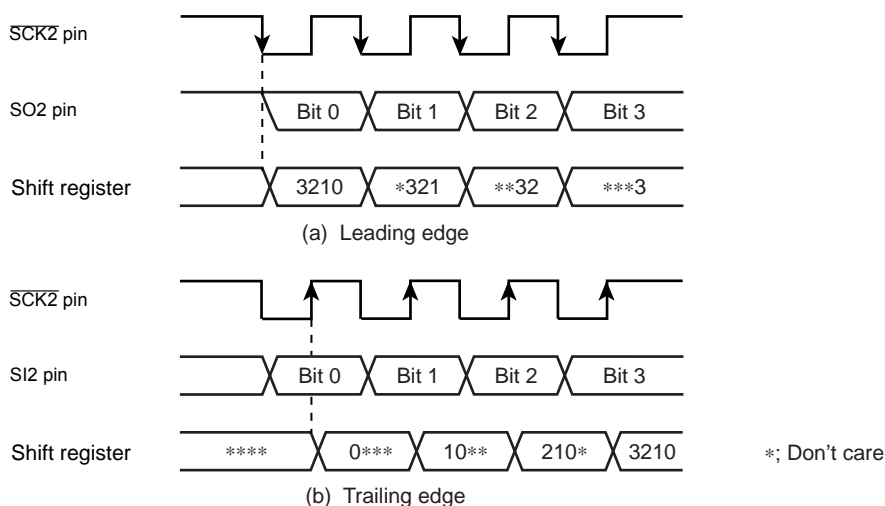 SCK2 pin
SO2 pin Bit 0 Bit 1 Bit 2 Bit 3
Shift register 3210 *321 **32 ***3
(a) Leading edge
SCK2 pin
SI2 pin Bit 0 Bit 1 Bit 2 Bit 3
Shift register **** 0*** 10** 210* 3210 *; Don't care
(b) Trailing edge